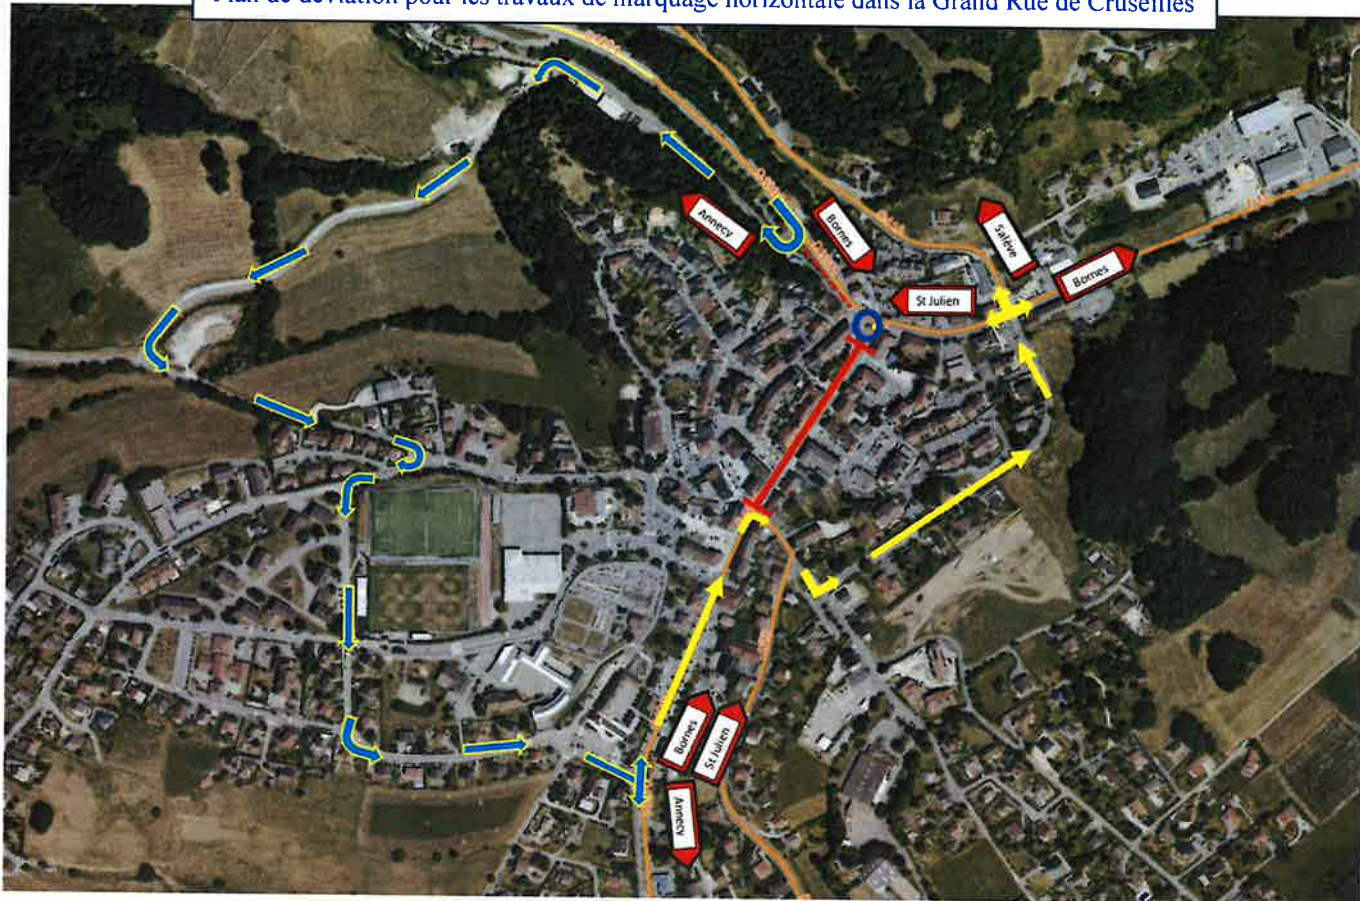 Plan de déviation pour les travaux de marquage horizontale dans la Grand Rue de Cruseilles
Annecy
Bornes
Salève
Bornes
St Julien
Bornes
St Julien
Annecy